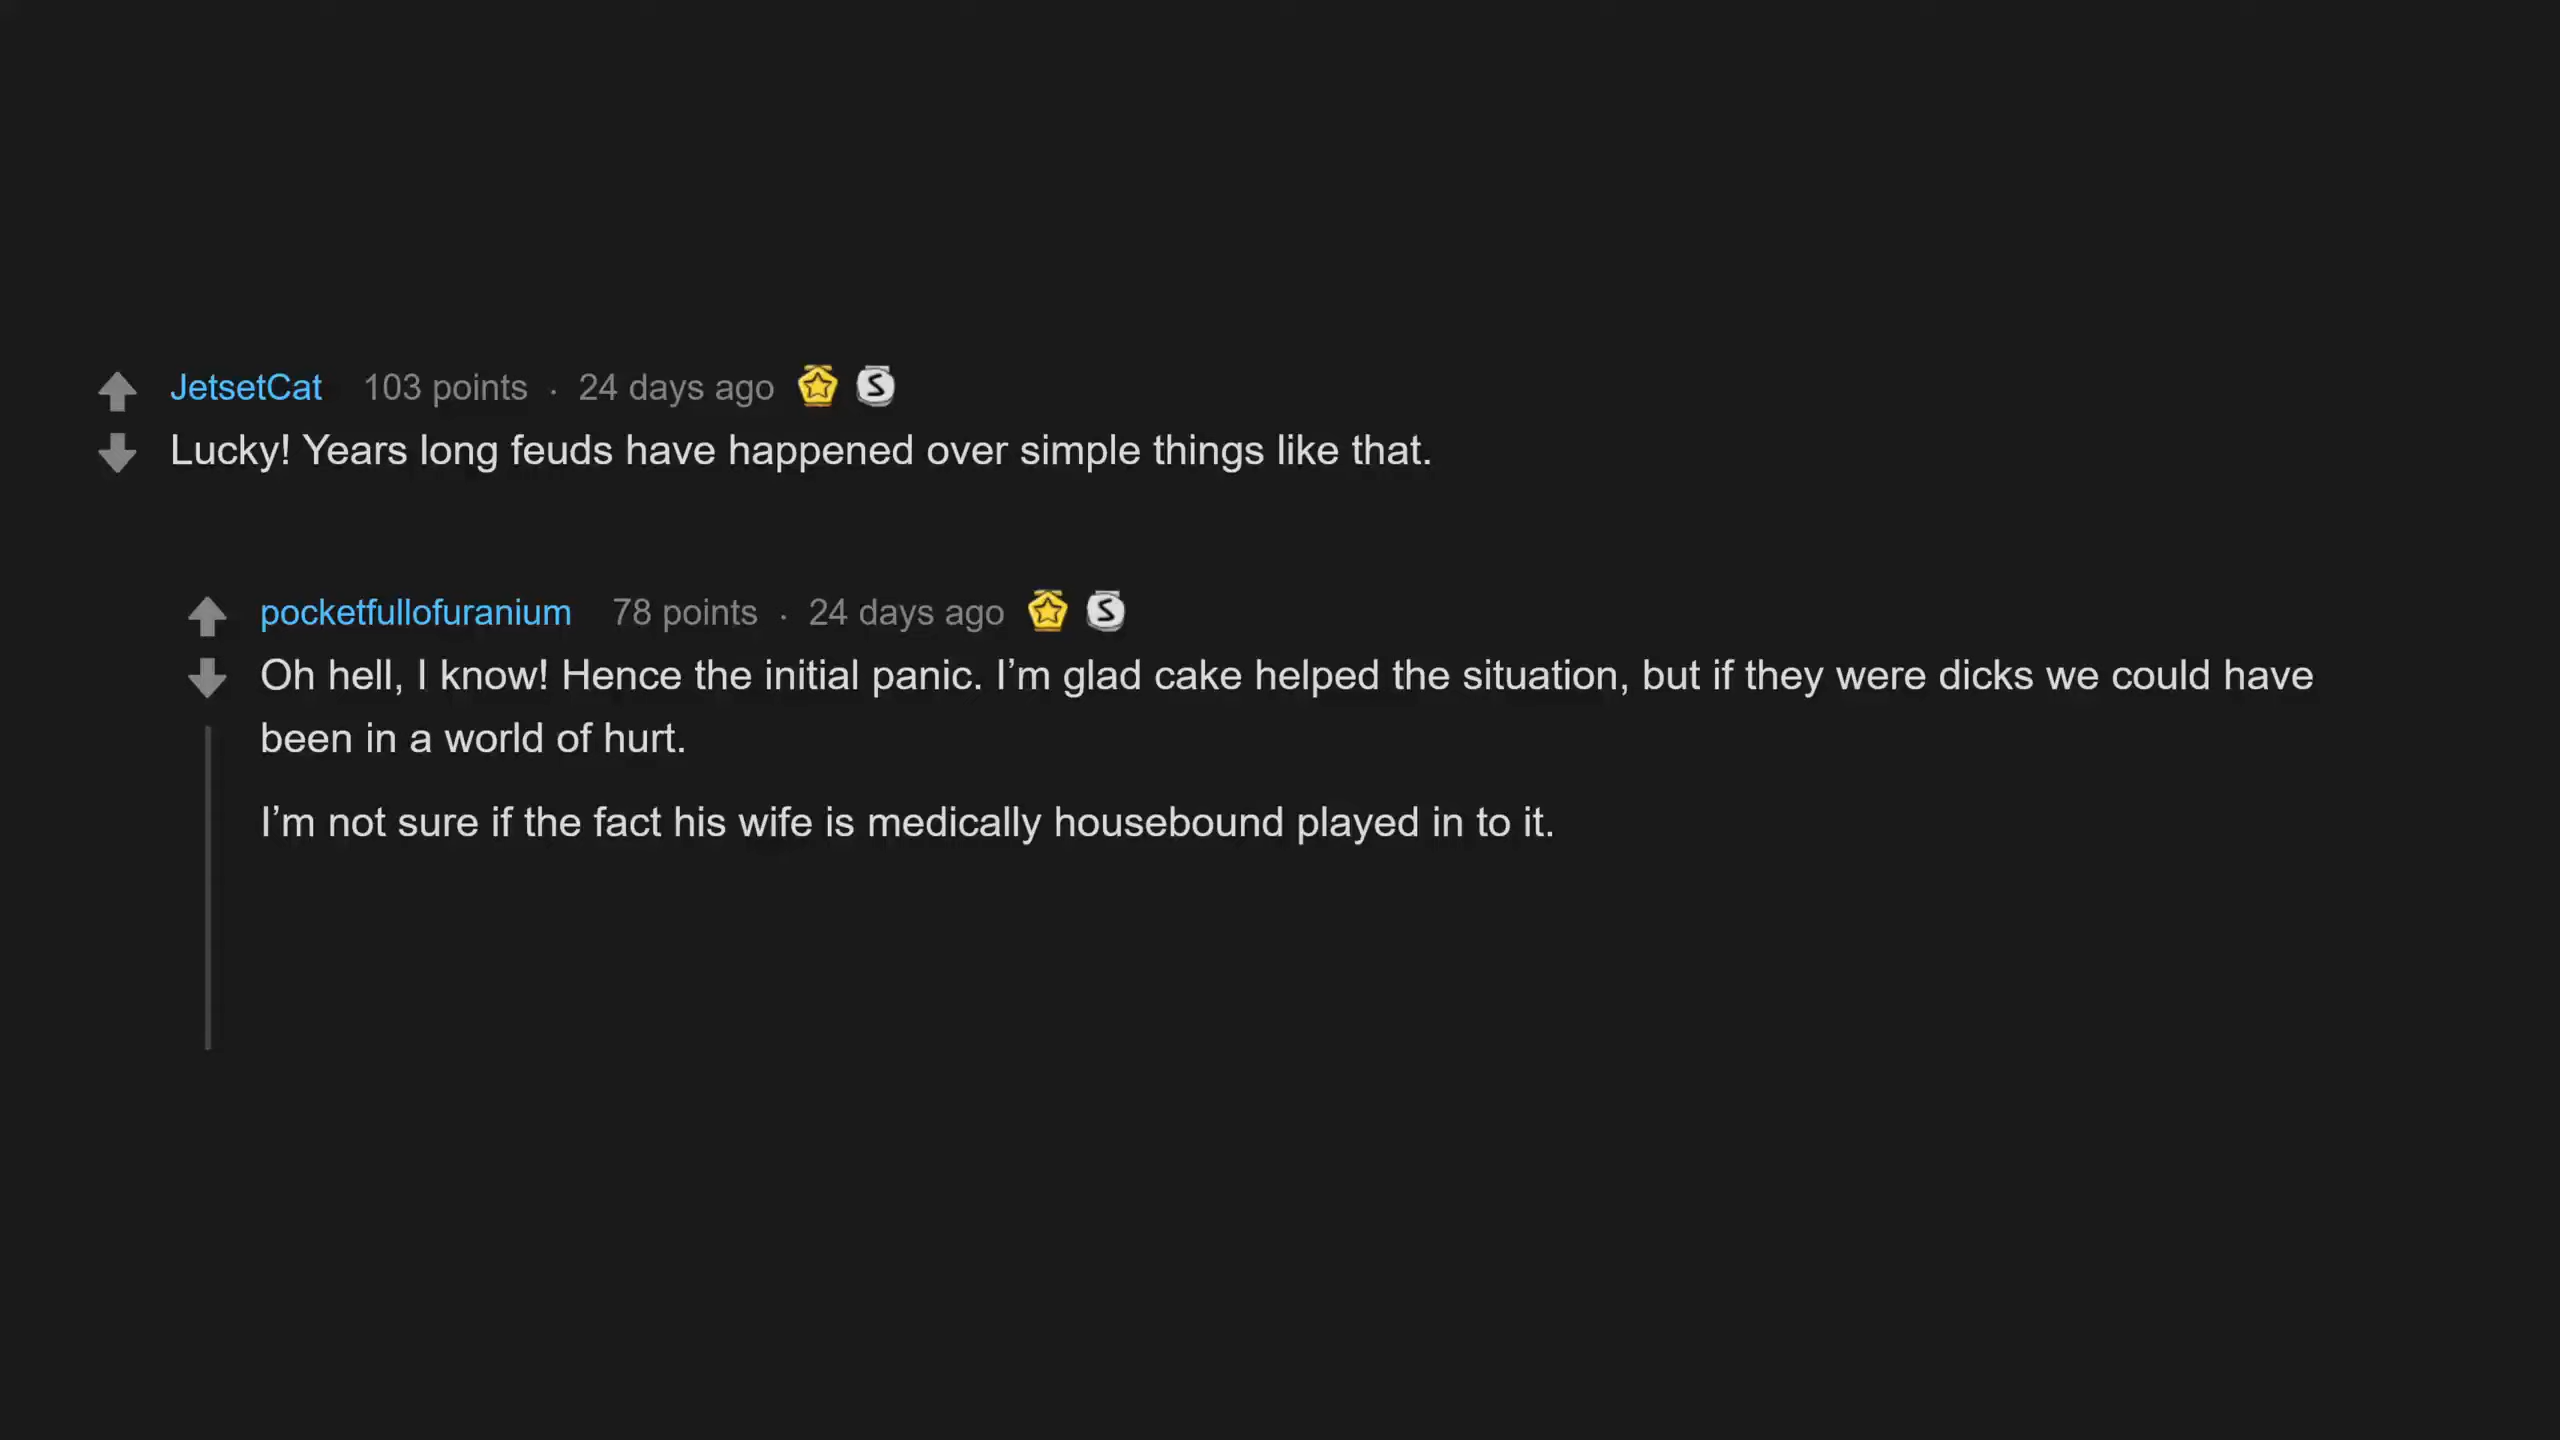 JetsetCat 103 points · 24 days ago S
Lucky! Years long feuds have happened over simple things like that.
pocketfullofuranium 78 points · 24 days ago S
Oh hell, I know! Hence the initial panic. I’m glad cake helped the situation, but if they were dicks we could have
been in a world of hurt.
I’m not sure if the fact his wife is medically housebound played in to it.